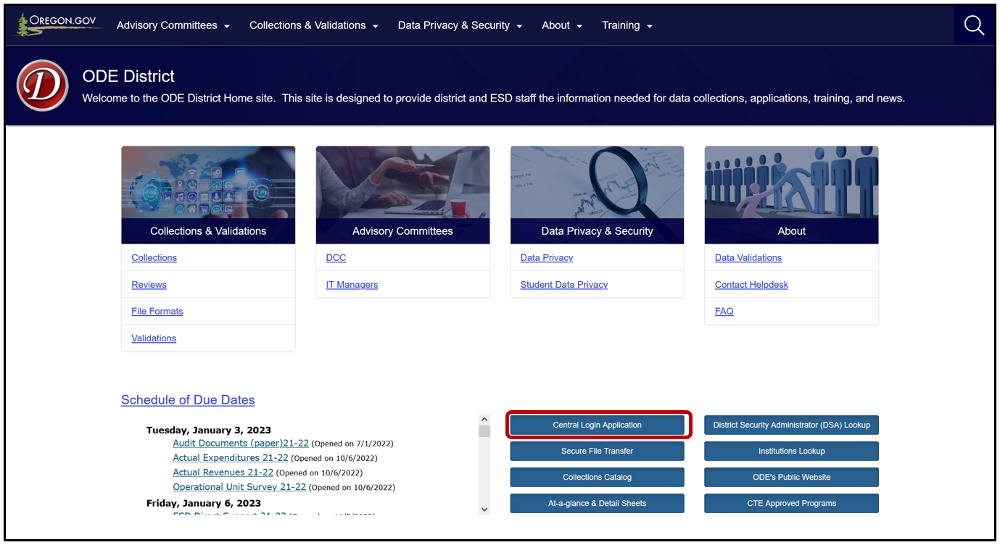 OREGON.GOV
Advisory Committees
Collections & Validations
Data Privacy & Security
About
Training
D
ODE District
Welcome to the ODE District Home site.  This site is designed to provide district and ESD staff the information needed for data collections, applications, training, and news.
Collections & Validations
Collections
Reviews
File Formats
Validations
Advisory Committees
DCC
IT Managers
Data Privacy & Security
Data Privacy
Student Data Privacy
About
Data Validations
Contact Helpdesk
FAQ
Schedule of Due Dates
Tuesday, January 3, 2023
Audit Documents (paper)21-22 (Opened on 7/1/2022)
Actual Expenditures 21-22 (Opened on 10/6/2022)
Actual Revenues 21-22 (Opened on 10/6/2022)
Operational Unit Survey 21-22 (Opened on 10/6/2022)
Friday, January 6, 2023
Central Login Application
Secure File Transfer
Collections Catalog
At-a-glance & Detail Sheets
District Security Administrator (DSA) Lookup
Institutions Lookup
ODE's Public Website
CTE Approved Programs